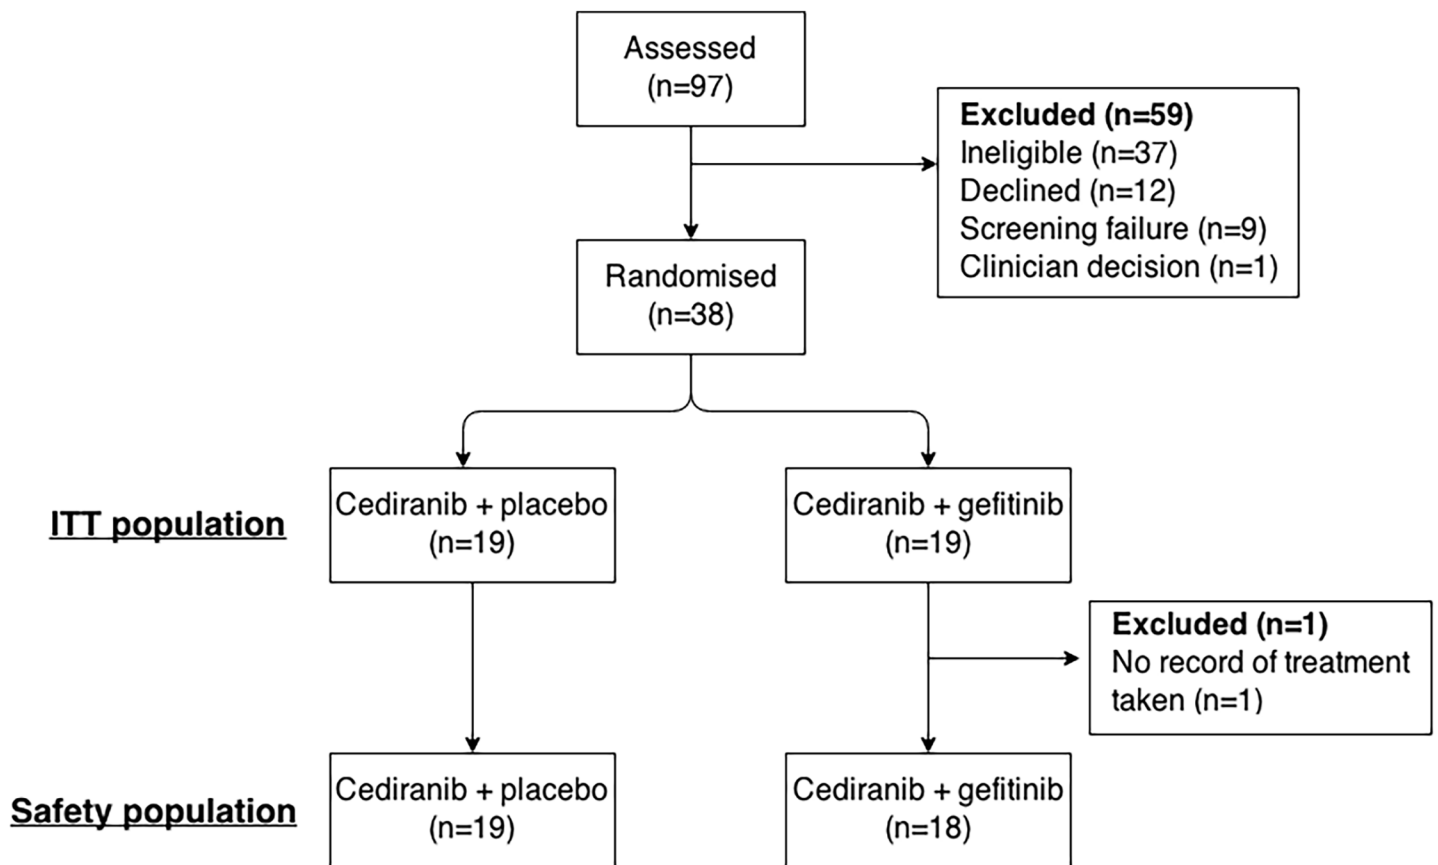 Assessed
(n=97)
Excluded (n=59)
Ineligible (n=37)
Declined (n=12)
Screening failure (n=9)
Clinician decision (n=1)
Randomised
(n=38)
ITT population
Cediranib + placebo
(n=19)
Cediranib + gefitinib
(n=19)
Excluded (n=1)
No record of treatment
taken (n=1)
Safety population
Cediranib + placebo
(n=19)
Cediranib + gefitinib
(n=18)